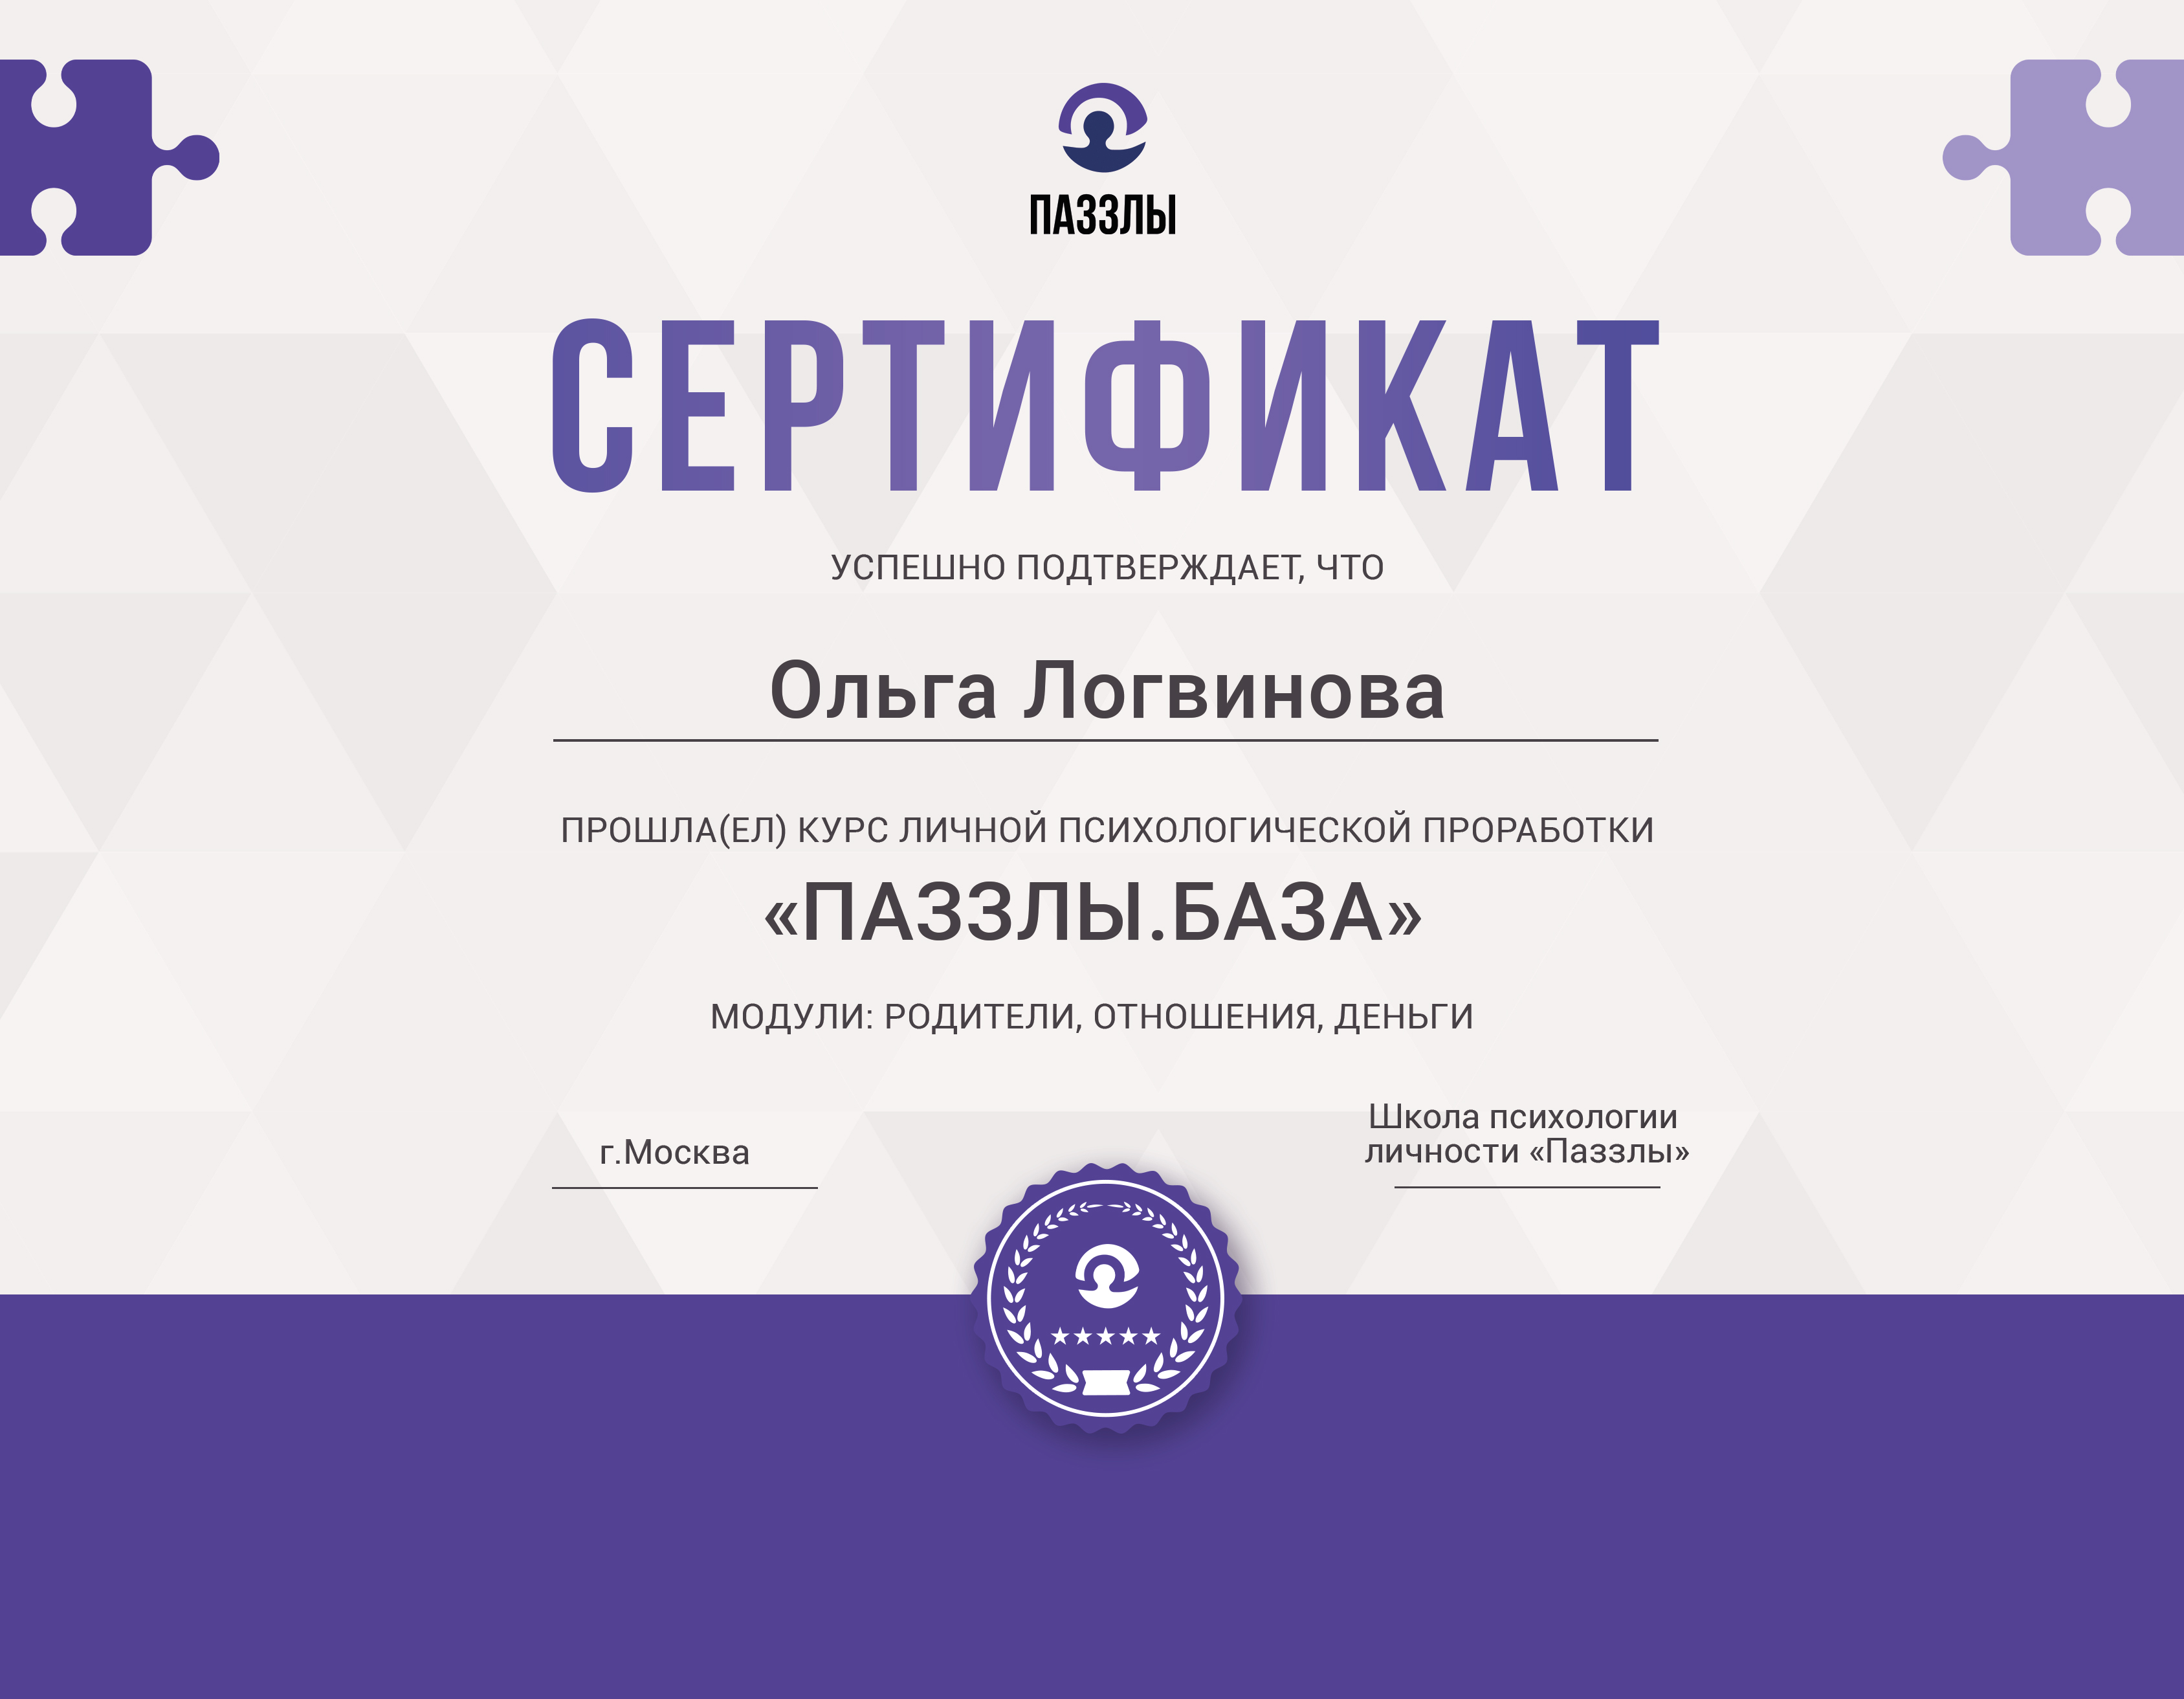 ПАЗЗЛЫ
СЕРТИФИКАТ
УСПЕШНО ПОДТВЕРЖДАЕТ, ЧТО
Ольга Логвинова
ПРОШЛА(ЕЛ) КУРС ЛИЧНОЙ ПСИХОЛОГИЧЕСКОЙ ПРОРАБОТКИ
«ПАЗЗЛЫ.БАЗА»
МОДУЛИ: РОДИТЕЛИ, ОТНОШЕНИЯ, ДЕНЬГИ
г.Москва
Школа психологии
личности «Паззлы»